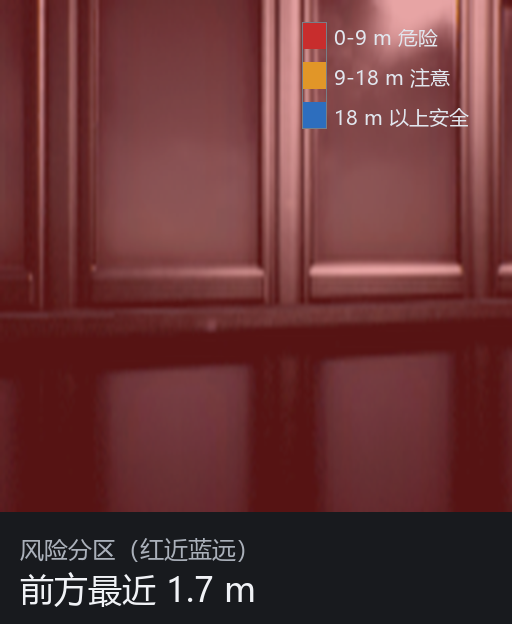 0-9 m 危险
9-18 m 注意
18 m 以上安全
风险分区（红近蓝远）
前方最近 1.7 m